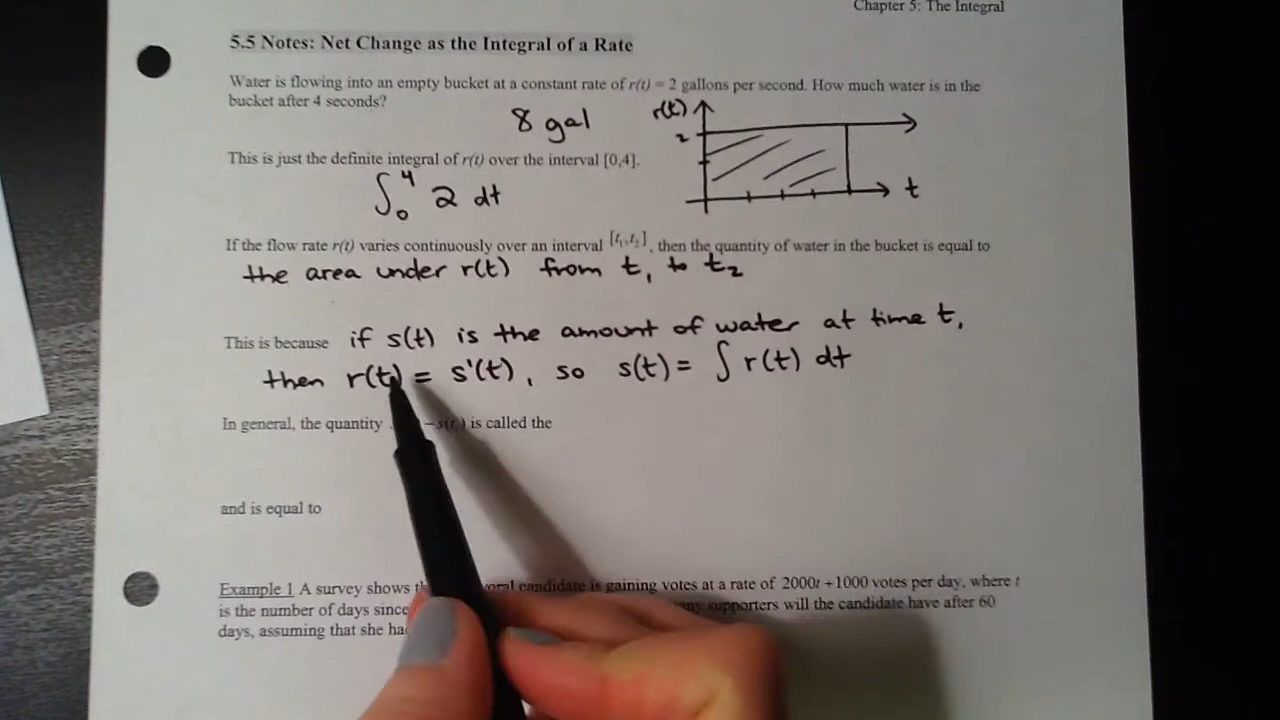 Chapter 5: The Integral
5.5 Notes: Net Change as the Integral of a Rate
Water is flowing into an empty bucket at a constant rate of r(t) = 2 gallons per second. How much water is in the
bucket after 4 seconds?
8 gal
r(t)
2
t
This is just the definite integral of r(t) over the interval [0,4].
∫₀⁴ 2 dt
If the flow rate r(t) varies continuously over an interval [t₁,t₂], then the quantity of water in the bucket is equal to
the area under r(t) from t₁ to t₂
This is because if s(t) is the amount of water at time t,
then r(t) = s'(t), so s(t) = ∫ r(t) dt
In general, the quantity is called the
and is equal to
Example 1 A survey shows candidate is gaining votes at a rate of 2000t + 1000 votes per day, where t
is the number of days since supporters will the candidate have after 60
days, assuming that she